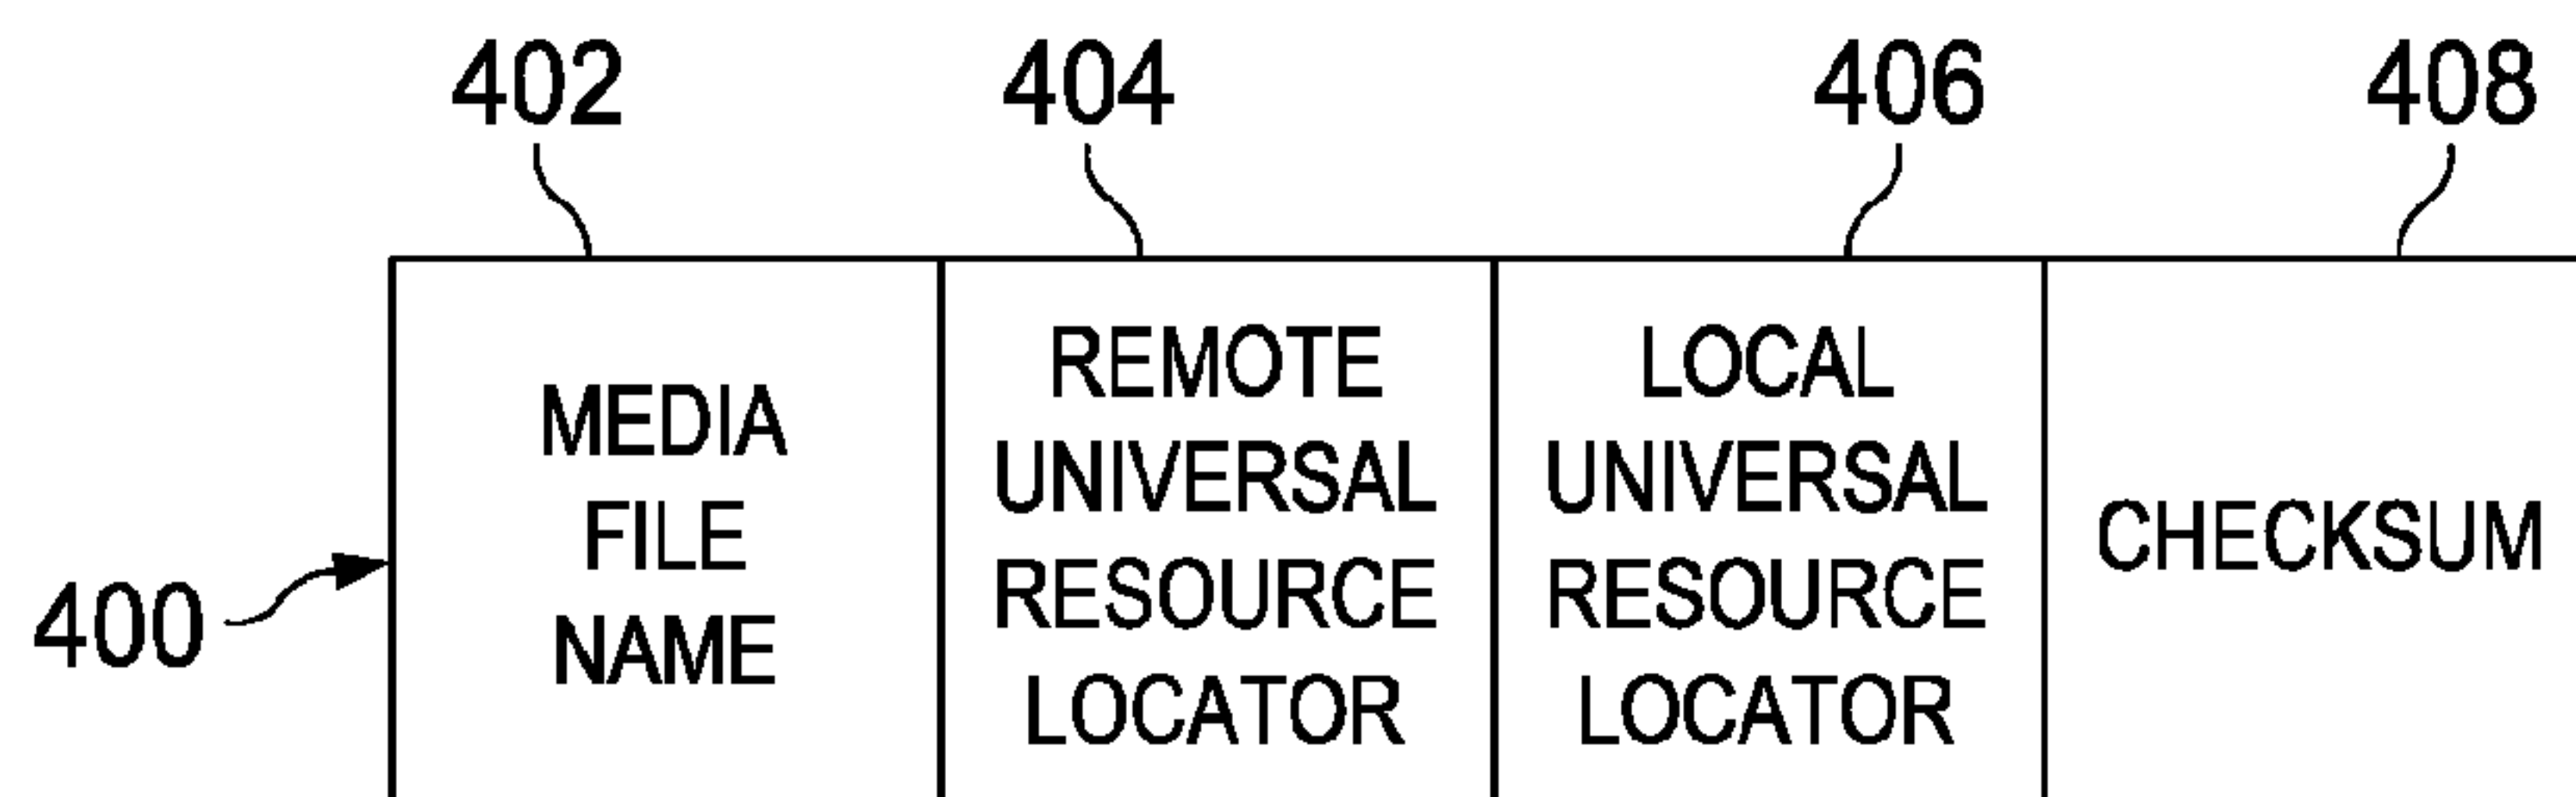 402 404 406 408
400
MEDIA
FILE
NAME
REMOTE
UNIVERSAL
RESOURCE
LOCATOR
LOCAL
UNIVERSAL
RESOURCE
LOCATOR
CHECKSUM